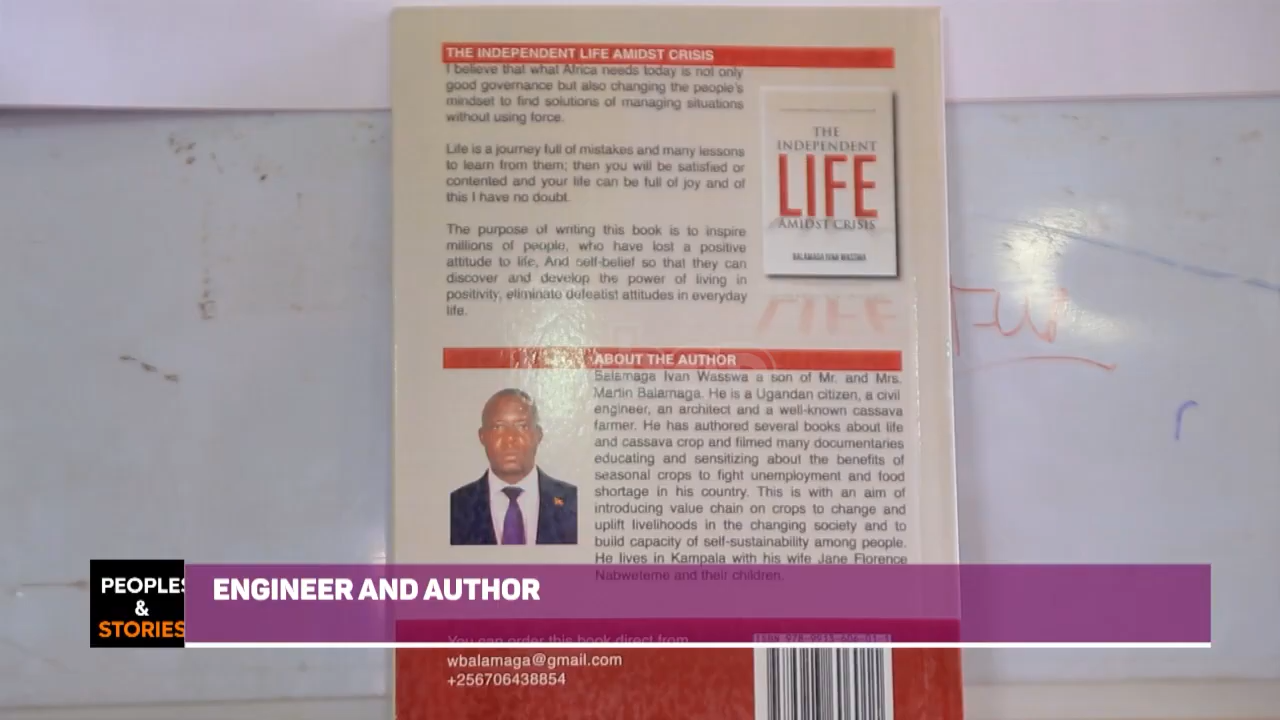 THE INDEPENDENT LIFE AMIDST CRISIS
I believe that what Africa needs today is not only
good governance but also changing the people's
mindset to find solutions of managing situations
without using force.
Life is a journey full of mistakes and many lessons
to learn from them; then you will be satisfied or
contented and your life can be full of joy and of
this I have no doubt.
The purpose of writing this book is to inspire
millions of people, who have lost a positive
attitude to life, And self-belief so that they can
discover and develop the power of living in
positivity, eliminate defeatist attitudes in everyday
life.
THE
INDEPENDENT
LIFE
AMIDST CRISIS
BALAMAGA IVAN WASSWA
LIFE
ABOUT THE AUTHOR
Balamaga Ivan Wasswa a son of Mr. and Mrs.
Martin Balamaga. He is a Ugandan citizen, a civil
engineer, an architect and a well-known cassava
farmer. He has authored several books about life
and cassava crop and filmed many documentaries
educating and sensitizing about the benefits of
seasonal crops to fight unemployment and food
shortage in his country. This is with an aim of
introducing value chain on crops to change and
uplift livelihoods in the changing society and to
build capacity of self-sustainability among people.
He lives in Kampala with his wife Jane Florence
Nabweteme and their children.
PEOPLES
&
STORIES
ENGINEER AND AUTHOR
You can order this book direct from
wbalamaga@gmail.com
+256706438854